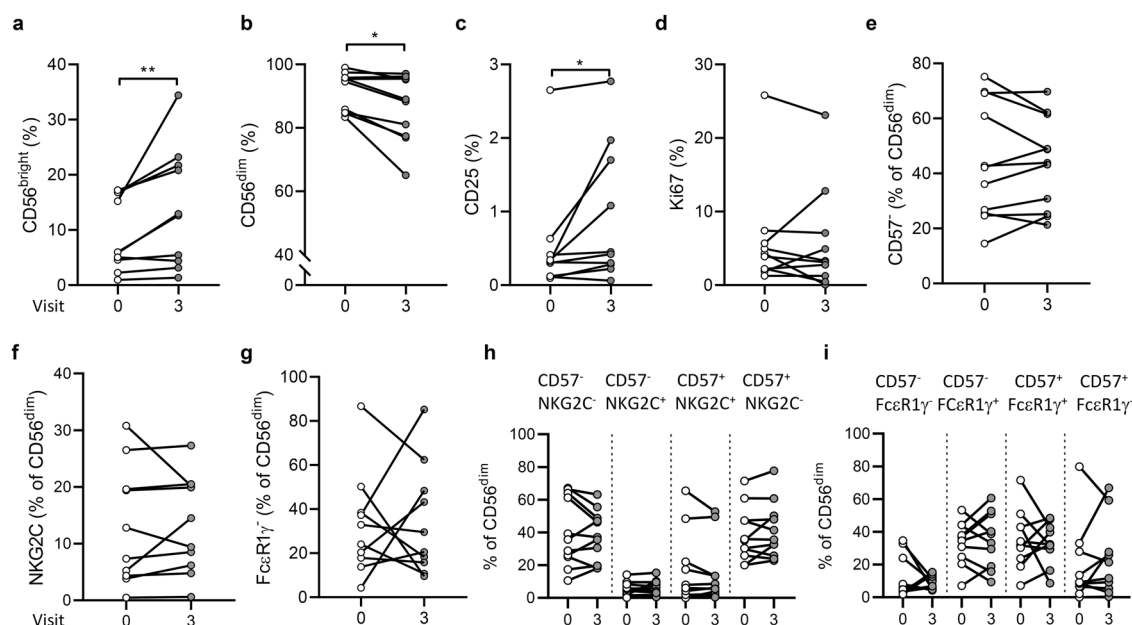 a
**
CD56bright (%)
40
30
20
10
0
Visit
0 3
b
*
CD56dim (%)
100
80
60
40
0
0 3
c
*
CD25 (%)
3
2
1
0
0 3
d
Ki67 (%)
30
20
10
0
0 3
e
CD57- (% of CD56dim)
80
60
40
20
0
0 3
f
NKG2C (% of CD56dim)
40
30
20
10
0
Visit
0 3
g
FcεR1γ- (% of CD56dim)
100
80
60
40
20
0
0 3
h
CD57- CD57- CD57+ CD57+
NKG2C- NKG2C+ NKG2C+ NKG2C-
% of CD56dim
100
80
60
40
20
0
0 3 0 3 0 3 0 3
i
CD57- CD57- CD57+ CD57+
FcεR1γ- FCεR1γ+ FcεR1γ+ FcεR1γ-
% of CD56dim
100
80
60
40
20
0
0 3 0 3 0 3 0 3